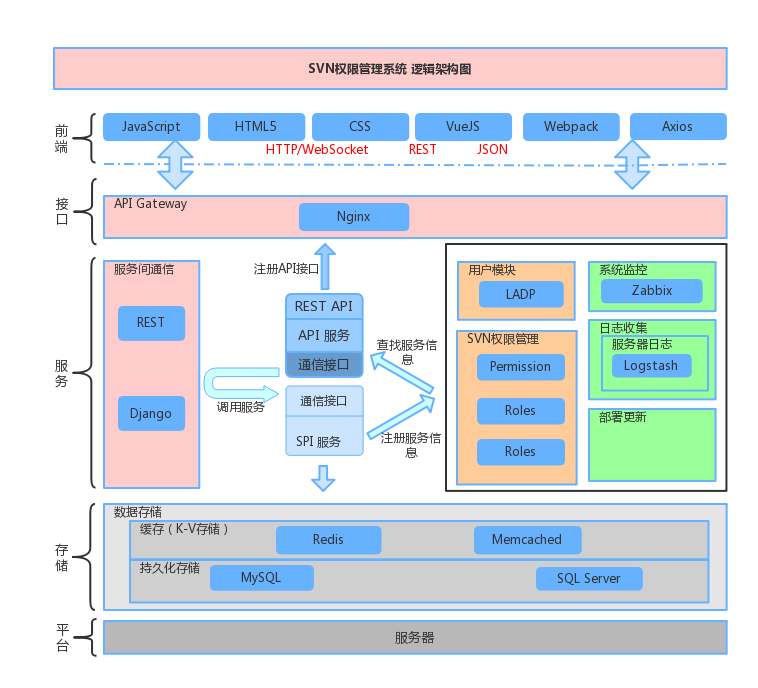 SVN权限管理系统 逻辑架构图
前
端
JavaScript
HTML5
CSS
VueJS
Webpack
Axios
HTTP/WebSocket
REST
JSON
接
口
API Gateway
Nginx
服
务
服务间通信
REST
Django
注册API接口
REST API
API 服务
通信接口
调用服务
通信接口
SPI 服务
查找服务信
息
注册服务信
息
用户模块
LADP
SVN权限管理
Permission
Roles
Roles
系统监控
Zabbix
日志收集
服务器日志
Logstash
部署更新
存
储
数据存储
缓存（K-V存储）
Redis
Memcached
持久化存储
MySQL
SQL Server
平
台
服务器